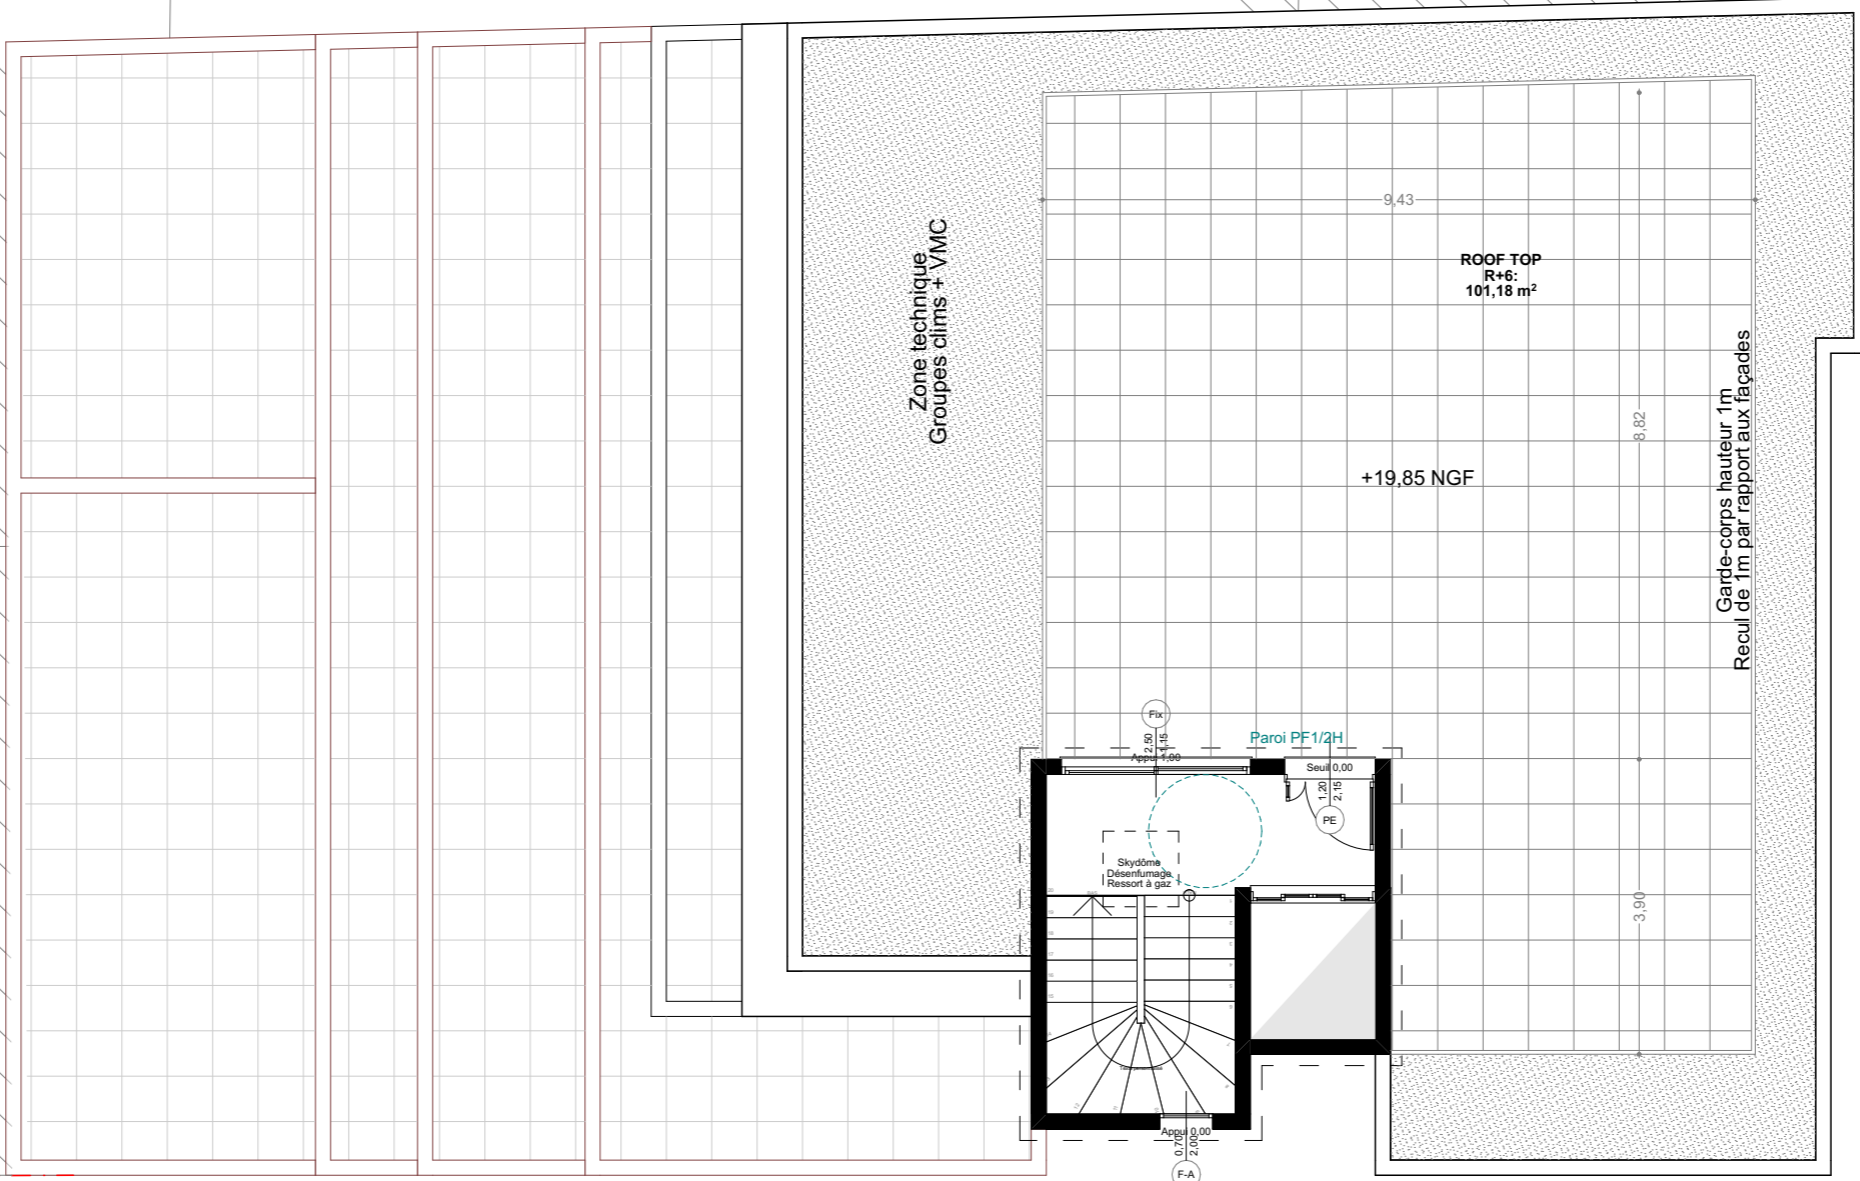 9,43
ROOF TOP
R+6:
101,18 m²
Zone technique
Groupes clims + VMC
Garde-corps hauteur 1m
Recul de 1m par rapport aux façades
8,82
+19,85 NGF
Fix
2,50
1,15
Appui 1,00
Paroi PF1/2H
Seuil 0,00
1,20
2,15
PE
Skydôme
Désenfumage
Ressort à gaz
3,90
Appui 0,00
0,70
2,00
F-A